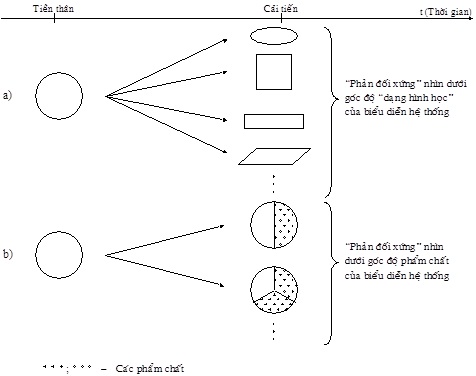 Tiền thân
Cải tiến
t (Thời gian)
a)
“Phản đối xứng” nhìn dưới
góc độ “dạng hình học”
của biểu diễn hệ thống
b)
“Phản đối xứng” nhìn
dưới góc độ phẩm chất
của biểu diễn hệ thống
; – Các phẩm chất